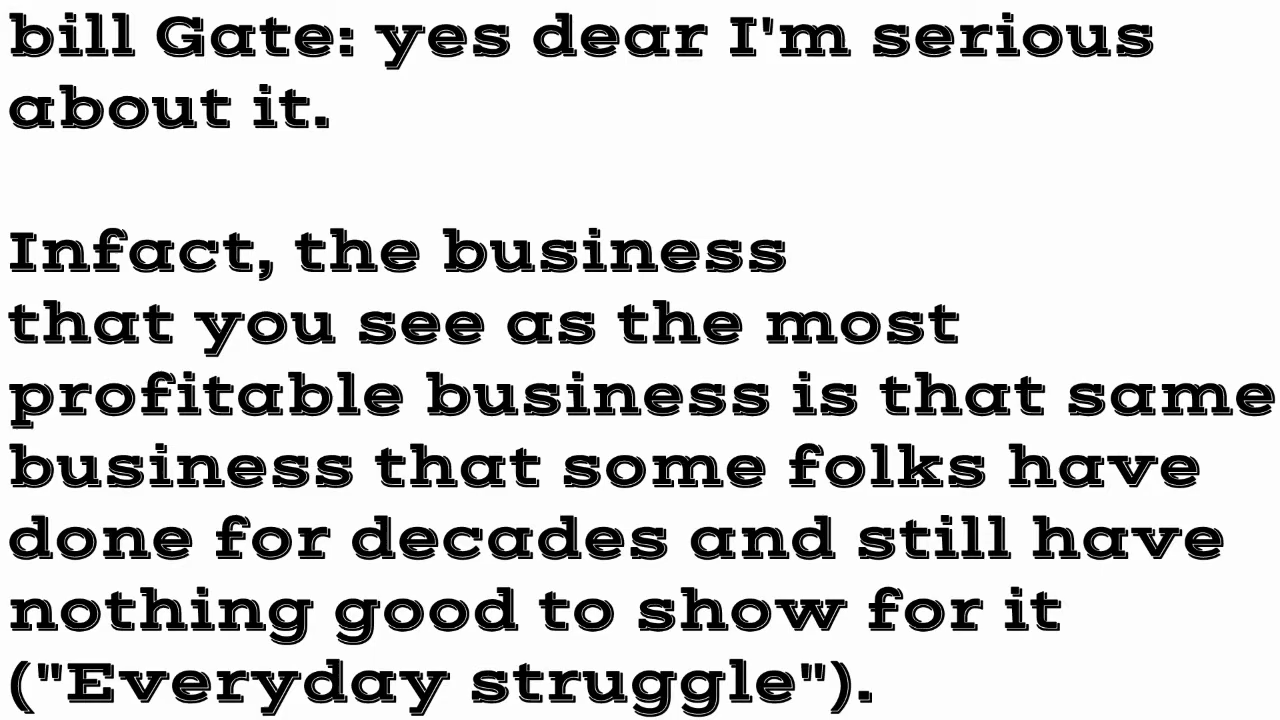 bill Gate: yes dear I'm serious
about it.
Infact, the business
that you see as the most
profitable business is that same
business that some folks have
done for decades and still have
nothing good to show for it
("Everyday struggle").